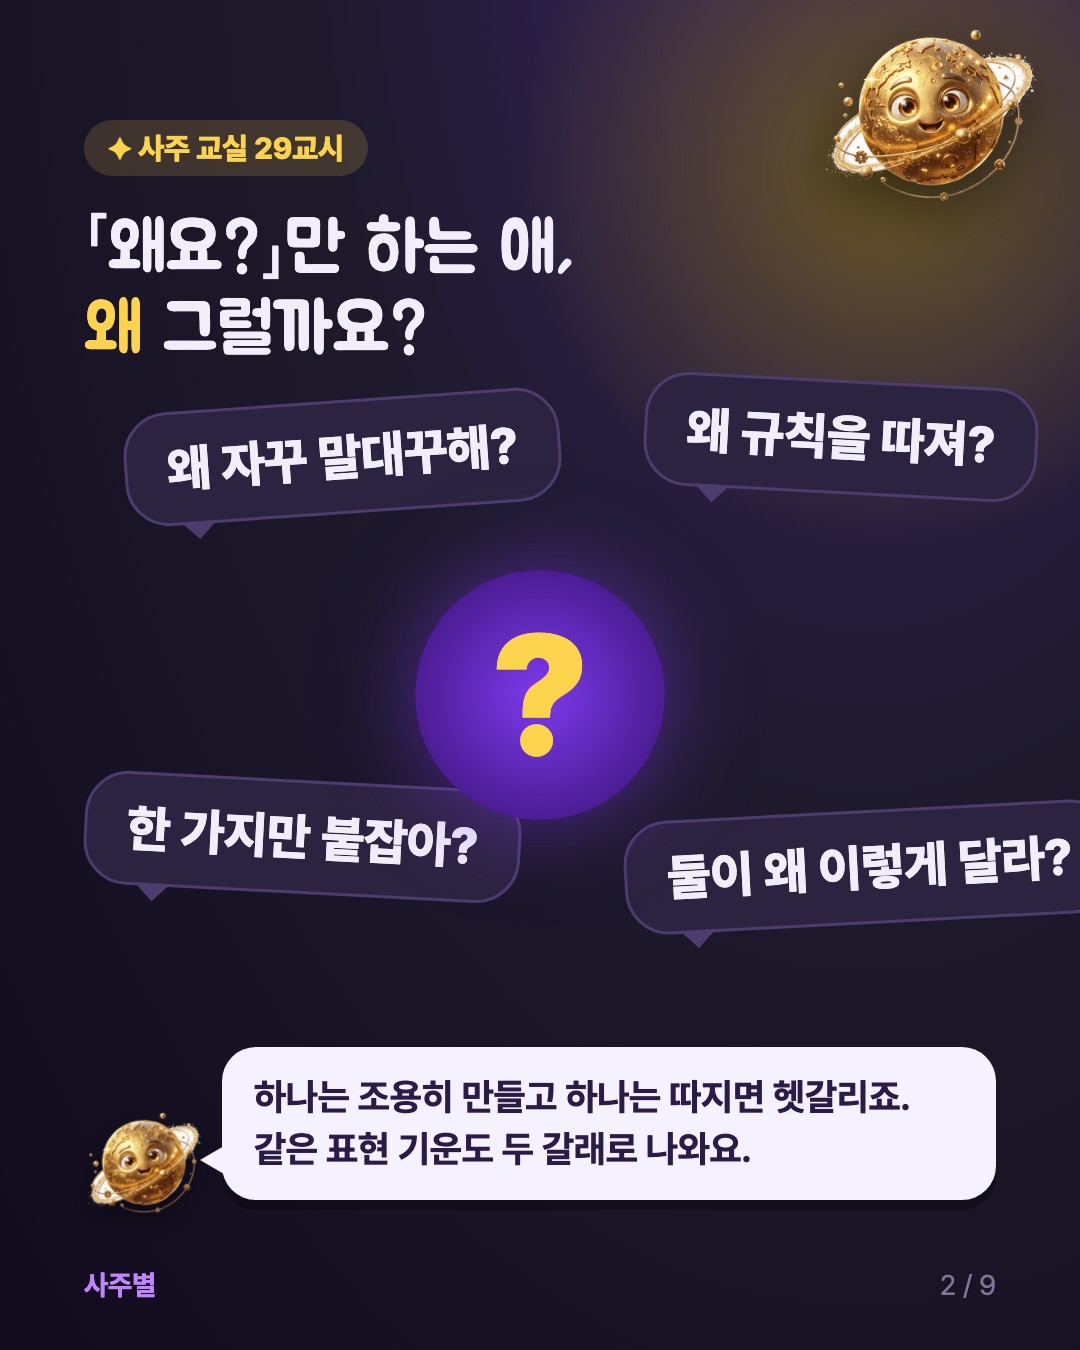 ✦ 사주 교실 29교시
「왜요?」만 하는 애,
왜 그럴까요?
왜 자꾸 말대꾸해?
왜 규칙을 따져?
?
한 가지만 붙잡아?
둘이 왜 이렇게 달라?
하나는 조용히 만들고 하나는 따지면 헷갈리죠.
같은 표현 기운도 두 갈래로 나와요.
사주별
2 / 9